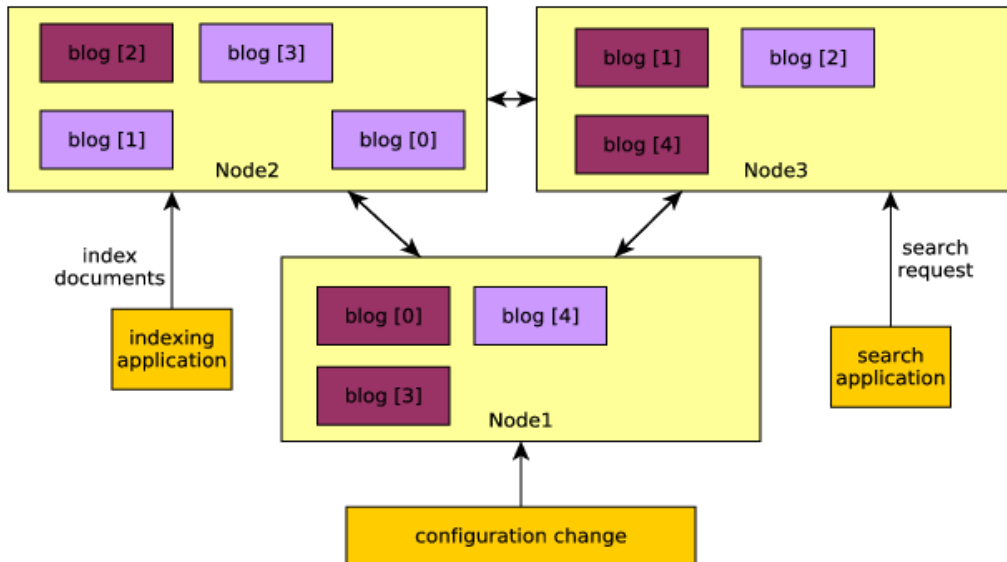 blog [2]
blog [3]
blog [1]
blog [0]
Node2
blog [1]
blog [2]
blog [4]
Node3
index
documents
search
request
indexing
application
blog [0]
blog [4]
blog [3]
Node1
search
application
configuration change